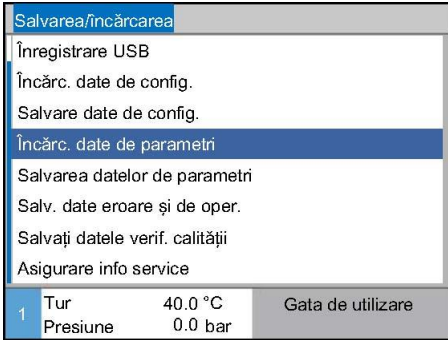 Salvarea/încărcarea
Înregistrare USB
Încărc. date de config.
Salvare date de config.
Încărc. date de parametri
Salvarea datelor de parametri
Salv. date eroare și de oper.
Salvați datele verif. calității
Asigurare info service
1 Tur 40.0 °C Gata de utilizare
Presiune 0.0 bar